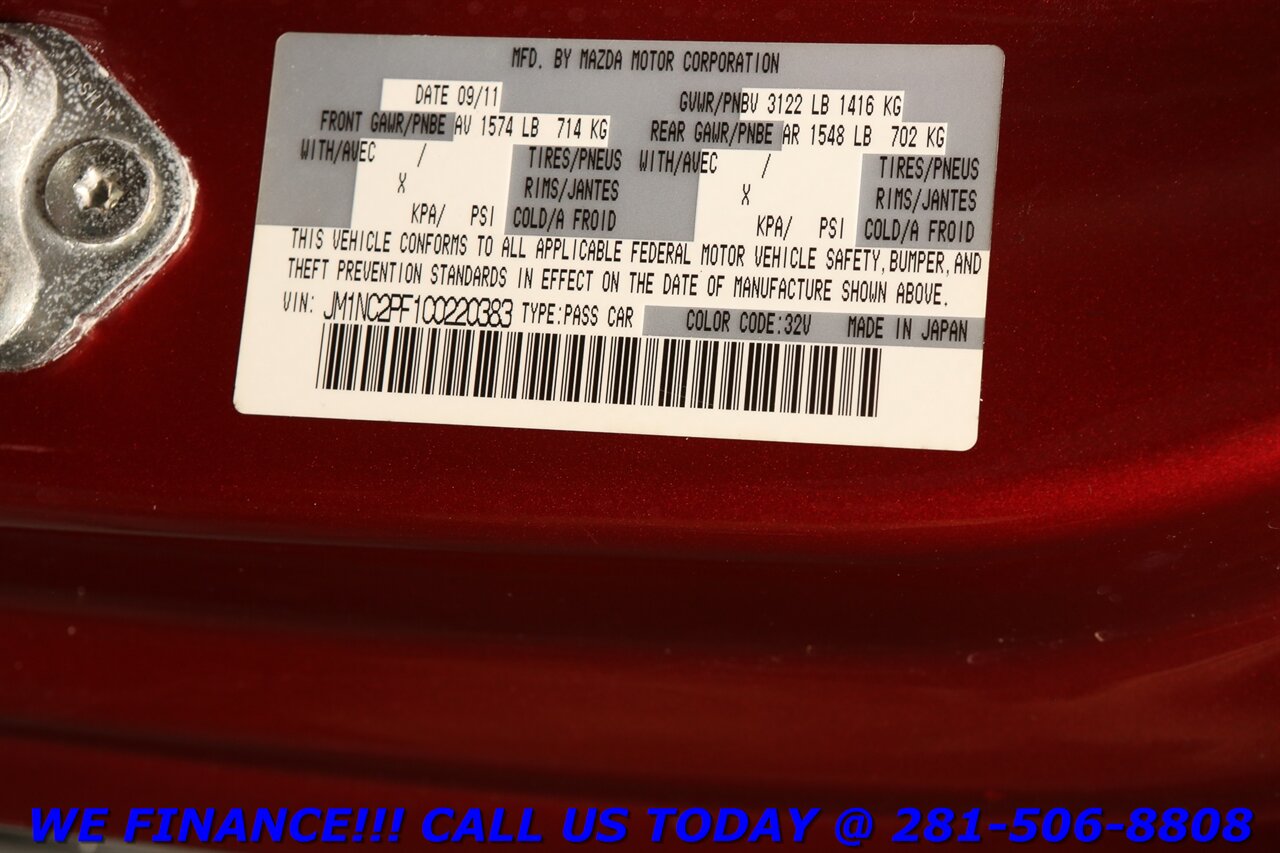 MFD. BY MAZDA MOTOR CORPORATION
DATE 09/11
GVWR/PNBV 3122 LB 1416 KG
FRONT GAWR/PNBE AV 1574 LB 714 KG
REAR GAWR/PNBE AR 1548 LB 702 KG
WITH/AVEC / TIRES/PNEUS
WITH/AVEC / TIRES/PNEUS
X RIMS/JANTES
X RIMS/JANTES
KPA/ PSI COLD/A FROID
KPA/ PSI COLD/A FROID
THIS VEHICLE CONFORMS TO ALL APPLICABLE FEDERAL MOTOR VEHICLE SAFETY, BUMPER, AND
THEFT PREVENTION STANDARDS IN EFFECT ON THE DATE OF MANUFACTURE SHOWN ABOVE.
VIN: JM1NC2PF1C0220383 TYPE:PASS CAR COLOR CODE:32V MADE IN JAPAN
WE FINANCE!!! CALL US TODAY @ 281-506-8808